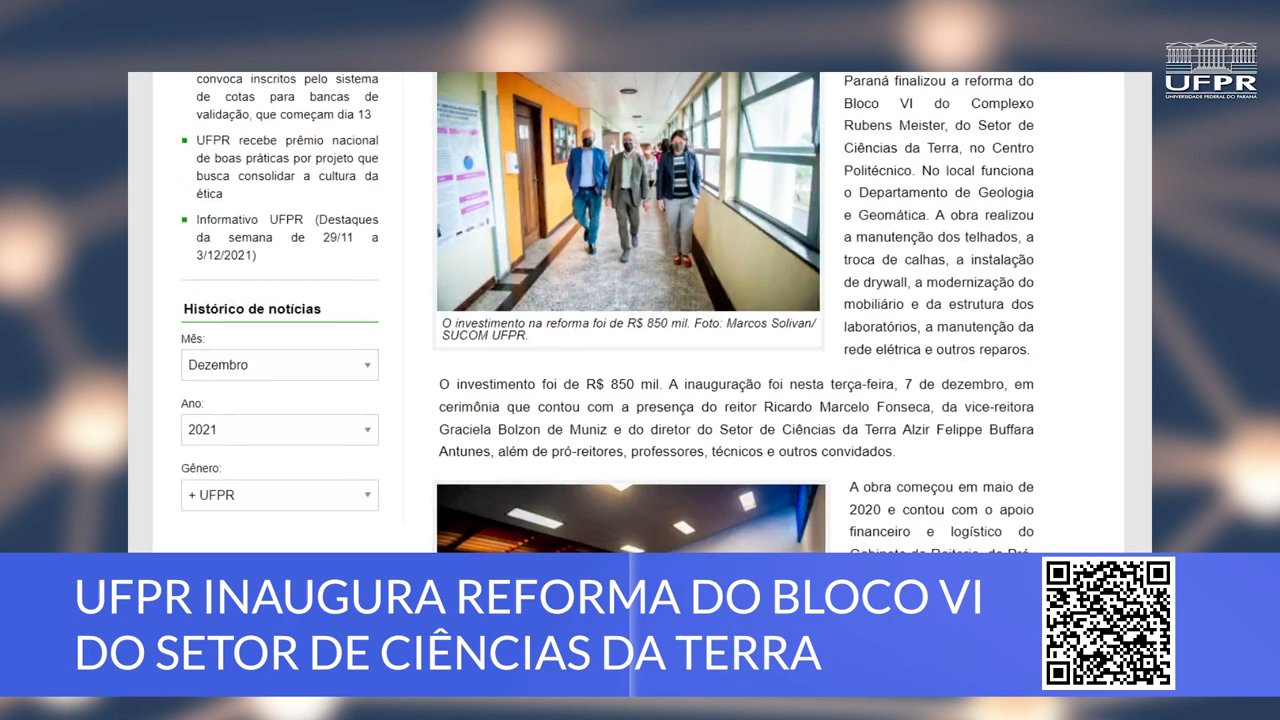 UFPR
UNIVERSIDADE FEDERAL DO PARANÁ
convoca inscritos pelo sistema
de cotas para bancas de
validação, que começam dia 13
UFPR recebe prêmio nacional
de boas práticas por projeto que
busca consolidar a cultura da
ética
Informativo UFPR (Destaques
da semana de 29/11 a
3/12/2021)
Histórico de notícias
Mês:
Dezembro
Ano:
2021
Gênero:
+ UFPR
O investimento na reforma foi de R$ 850 mil. Foto: Marcos Solivan/
SUCOM UFPR.
Paraná finalizou a reforma do
Bloco VI do Complexo
Rubens Meister, do Setor de
Ciências da Terra, no Centro
Politécnico. No local funciona
o Departamento de Geologia
e Geomática. A obra realizou
a manutenção dos telhados, a
troca de calhas, a instalação
de drywall, a modernização do
mobiliário e da estrutura dos
laboratórios, a manutenção da
rede elétrica e outros reparos.
O investimento foi de R$ 850 mil. A inauguração foi nesta terça-feira, 7 de dezembro, em
cerimônia que contou com a presença do reitor Ricardo Marcelo Fonseca, da vice-reitora
Graciela Bolzon de Muniz e do diretor do Setor de Ciências da Terra Alzir Felippe Buffara
Antunes, além de pró-reitores, professores, técnicos e outros convidados.
A obra começou em maio de
2020 e contou com o apoio
financeiro e logístico do
UFPR INAUGURA REFORMA DO BLOCO VI
DO SETOR DE CIÊNCIAS DA TERRA